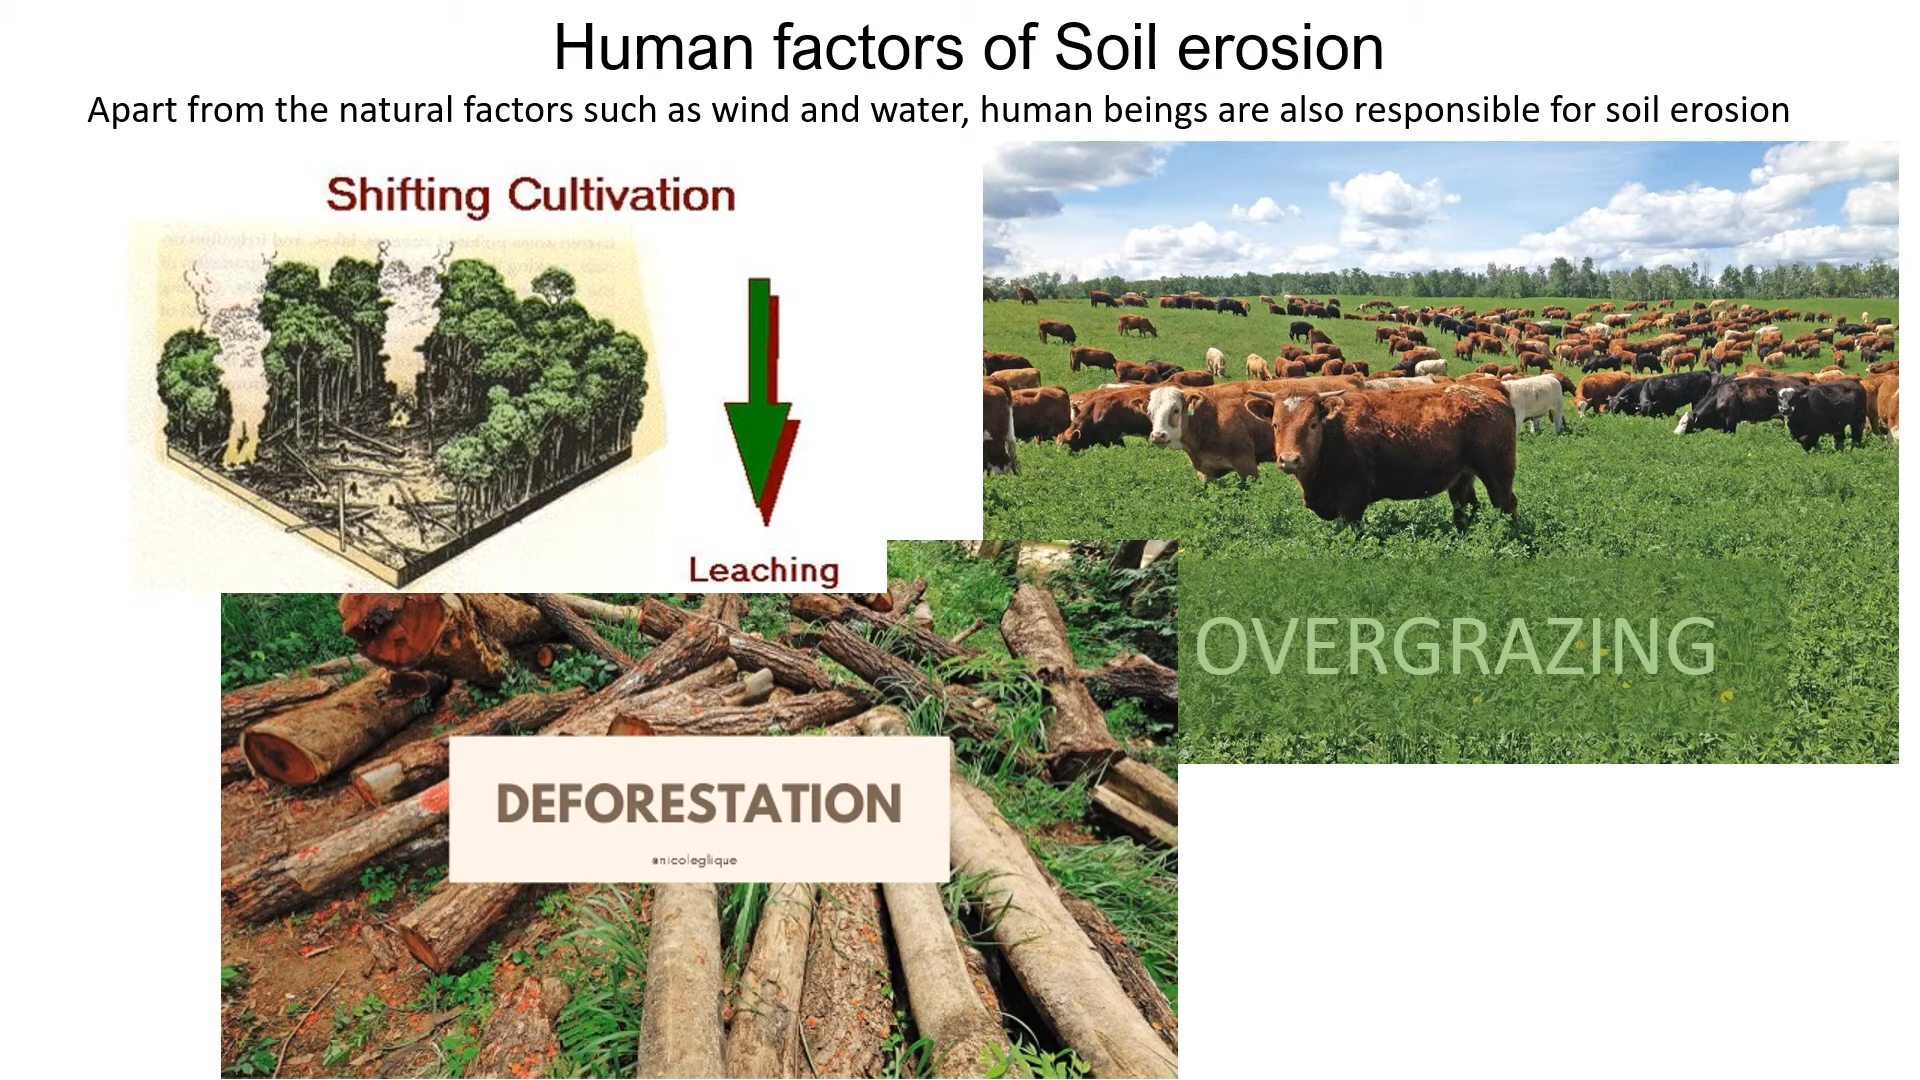 Human factors of Soil erosion
Apart from the natural factors such as wind and water, human beings are also responsible for soil erosion
Shifting Cultivation
Leaching
OVERGRAZING
DEFORESTATION
@nicoleglique